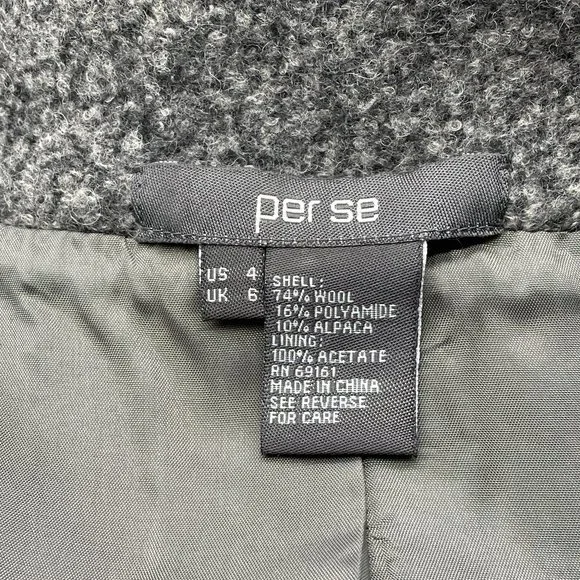 per se
US 4
UK 6
SHELL:
74% WOOL
16% POLYAMIDE
10% ALPACA
LINING:
100% ACETATE
RN 69161
MADE IN CHINA
SEE REVERSE
FOR CARE